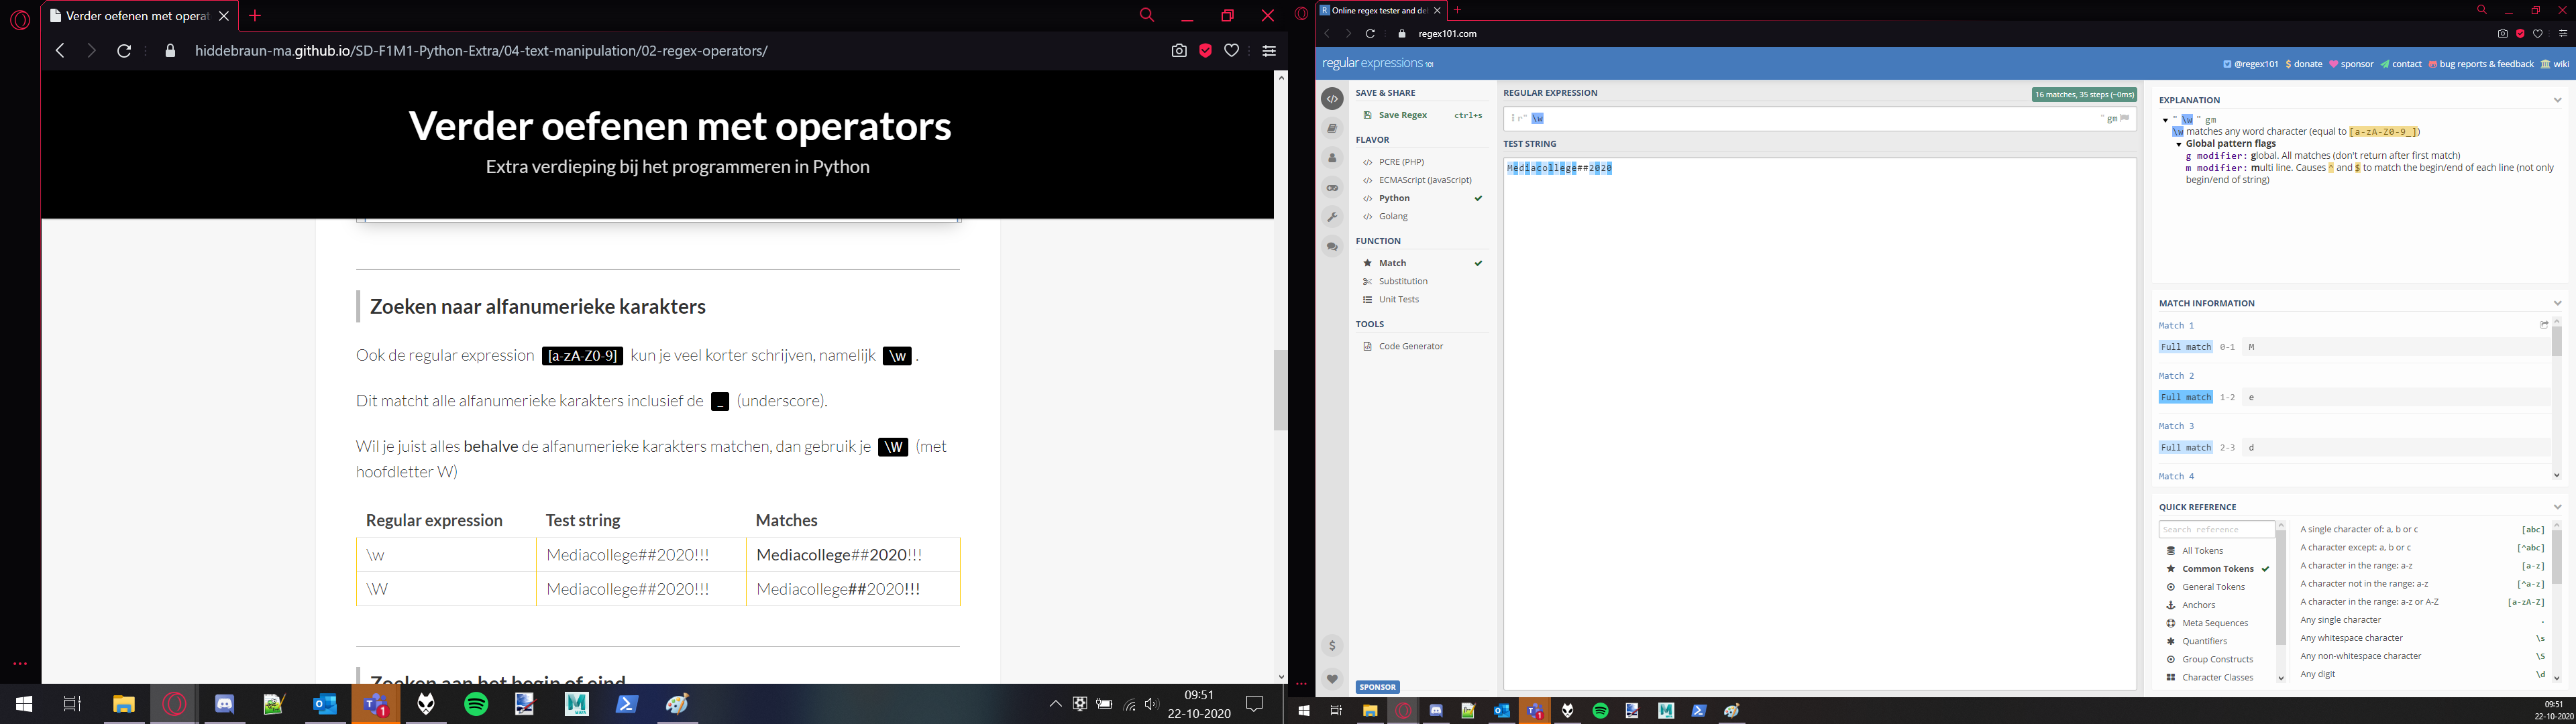 Verder oefenen met operat
hiddebraun-ma.github.io/SD-F1M1-Python-Extra/04-text-manipulation/02-regex-operators/
Verder oefenen met operators
Extra verdieping bij het programmeren in Python
Zoeken naar alfanumerieke karakters
Ook de regular expression [a-zA-Z0-9] kun je veel korter schrijven, namelijk \w .
Dit matcht alle alfanumerieke karakters inclusief de _ (underscore).
Wil je juist alles behalve de alfanumerieke karakters matchen, dan gebruik je \W (met
hoofdletter W)
Regular expression Test string Matches
\w Mediacollege##2020!!! Mediacollege##2020!!!
\W Mediacollege##2020!!! Mediacollege##2020!!!
Zoeken aan het begin of eind
09:51
22-10-2020
Online regex tester and de
regex101.com
regular expressions 101
@regex101 $ donate sponsor contact bug reports & feedback wiki
SAVE & SHARE
Save Regex ctrl+s
FLAVOR
PCRE (PHP)
ECMAScript (JavaScript)
Python
Golang
FUNCTION
Match
Substitution
Unit Tests
TOOLS
Code Generator
SPONSOR
REGULAR EXPRESSION
16 matches, 35 steps (~0ms)
r" \w " gm
TEST STRING
Mediacollege##2020
EXPLANATION
" \w " gm
\w matches any word character (equal to [a-zA-Z0-9_])
Global pattern flags
g modifier: global. All matches (don't return after first match)
m modifier: multi line. Causes ^ and $ to match the begin/end of each line (not only
begin/end of string)
MATCH INFORMATION
Match 1
Full match 0-1 M
Match 2
Full match 1-2 e
Match 3
Full match 2-3 d
Match 4
QUICK REFERENCE
Search reference
All Tokens
Common Tokens
General Tokens
Anchors
Meta Sequences
Quantifiers
Group Constructs
Character Classes
A single character of: a, b or c [abc]
A character except: a, b or c [^abc]
A character in the range: a-z [a-z]
A character not in the range: a-z [^a-z]
A character in the range: a-z or A-Z [a-zA-Z]
Any single character .
Any whitespace character \s
Any non-whitespace character \S
Any digit \d
09:51
22-10-2020